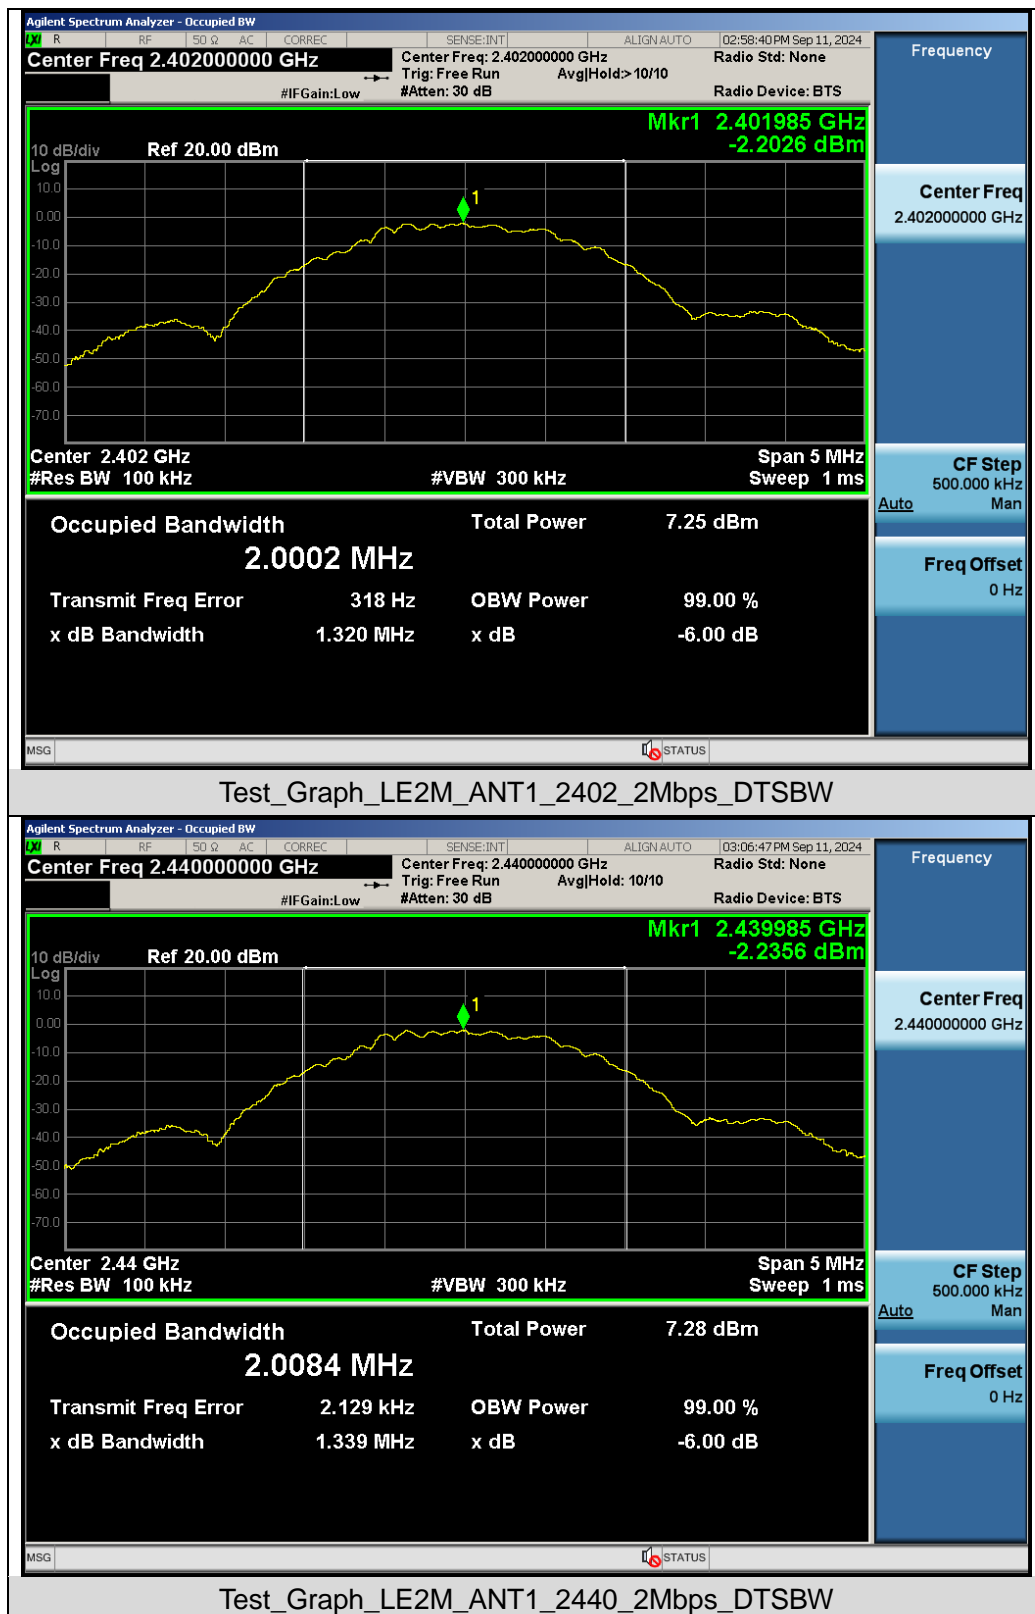 Agilent Spectrum Analyzer - Occupied BW
LXI R RF 50 Ω AC CORREC SENSE:INT ALIGN AUTO 02:58:40 PM Sep 11, 2024
Center Freq 2.402000000 GHz
Center Freq: 2.402000000 GHz Radio Std: None
Trig: Free Run Avg|Hold:> 10/10
#IFGain:Low #Atten: 30 dB Radio Device: BTS
Frequency
Mkr1 2.401985 GHz
-2.2026 dBm
10 dB/div Ref 20.00 dBm
Log
10.0
0.00
-10.0
-20.0
-30.0
-40.0
-50.0
-60.0
-70.0
1
Center Freq
2.402000000 GHz
Center 2.402 GHz Span 5 MHz
#Res BW 100 kHz #VBW 300 kHz Sweep 1 ms
CF Step
500.000 kHz
Auto Man
Occupied Bandwidth Total Power 7.25 dBm
2.0002 MHz
Transmit Freq Error 318 Hz OBW Power 99.00 %
x dB Bandwidth 1.320 MHz x dB -6.00 dB
Freq Offset
0 Hz
MSG STATUS
Test_Graph_LE2M_ANT1_2402_2Mbps_DTSBW
Agilent Spectrum Analyzer - Occupied BW
LXI R RF 50 Ω AC CORREC SENSE:INT ALIGN AUTO 03:06:47 PM Sep 11, 2024
Center Freq 2.440000000 GHz
Center Freq: 2.440000000 GHz Radio Std: None
Trig: Free Run Avg|Hold: 10/10
#IFGain:Low #Atten: 30 dB Radio Device: BTS
Frequency
Mkr1 2.439985 GHz
-2.2356 dBm
10 dB/div Ref 20.00 dBm
Log
10.0
0.00
-10.0
-20.0
-30.0
-40.0
-50.0
-60.0
-70.0
1
Center Freq
2.440000000 GHz
Center 2.44 GHz Span 5 MHz
#Res BW 100 kHz #VBW 300 kHz Sweep 1 ms
CF Step
500.000 kHz
Auto Man
Occupied Bandwidth Total Power 7.28 dBm
2.0084 MHz
Transmit Freq Error 2.129 kHz OBW Power 99.00 %
x dB Bandwidth 1.339 MHz x dB -6.00 dB
Freq Offset
0 Hz
MSG STATUS
Test_Graph_LE2M_ANT1_2440_2Mbps_DTSBW